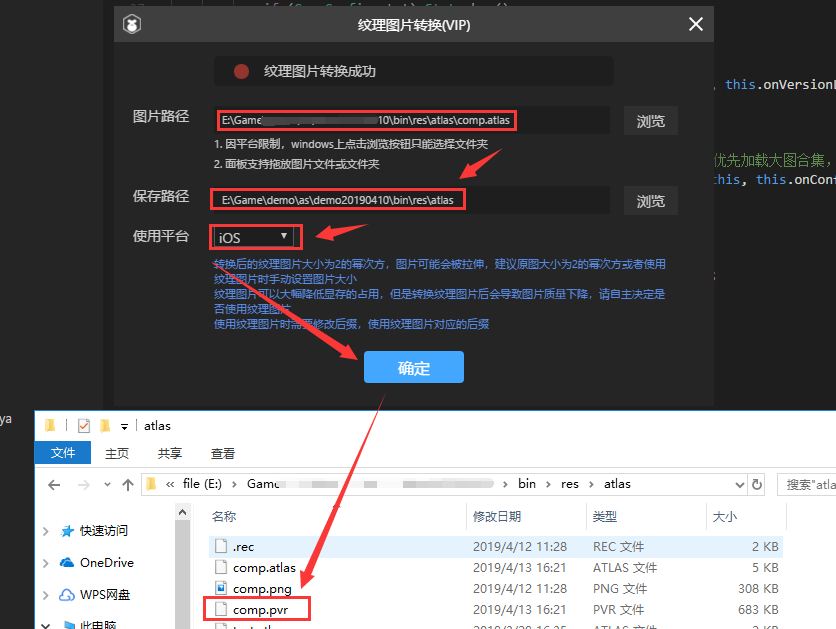 纹理图片转换(VIP)
纹理图片转换成功
, this.onVersionL
图片路径
E:\Game
10\bin\res\atlas\comp.atlas
浏览
1. 因平台限制，windows上点击浏览按钮只能选择文件夹
2. 面板支持拖放图片文件或文件夹
优先加载大图合集，
this, this.onConf
保存路径
E:\Game\demo\as\demo20190410\bin\res\atlas
浏览
使用平台
iOS
转换后的纹理图片大小为2的幂次方，图片可能会被拉伸，建议原图大小为2的幂次方或者使用
纹理图片时手动设置图片大小
纹理图片可以大幅降低显存的占用，但是转换纹理图片后会导致图片质量下降，请自主决定是
否使用纹理图片
使用纹理图片时需要修改后缀，使用纹理图片对应的后缀
确定
ya
atlas
文件 主页 共享 查看
« file (E:) › Game › bin › res › atlas
搜索"atla
名称 修改日期 类型 大小
快速访问
OneDrive
WPS网盘
此电脑
.rec 2019/4/12 11:28 REC 文件 2 KB
comp.atlas 2019/4/13 16:21 ATLAS 文件 5 KB
comp.png 2019/4/12 11:28 PNG 文件 308 KB
comp.pvr 2019/4/13 16:21 PVR 文件 683 KB